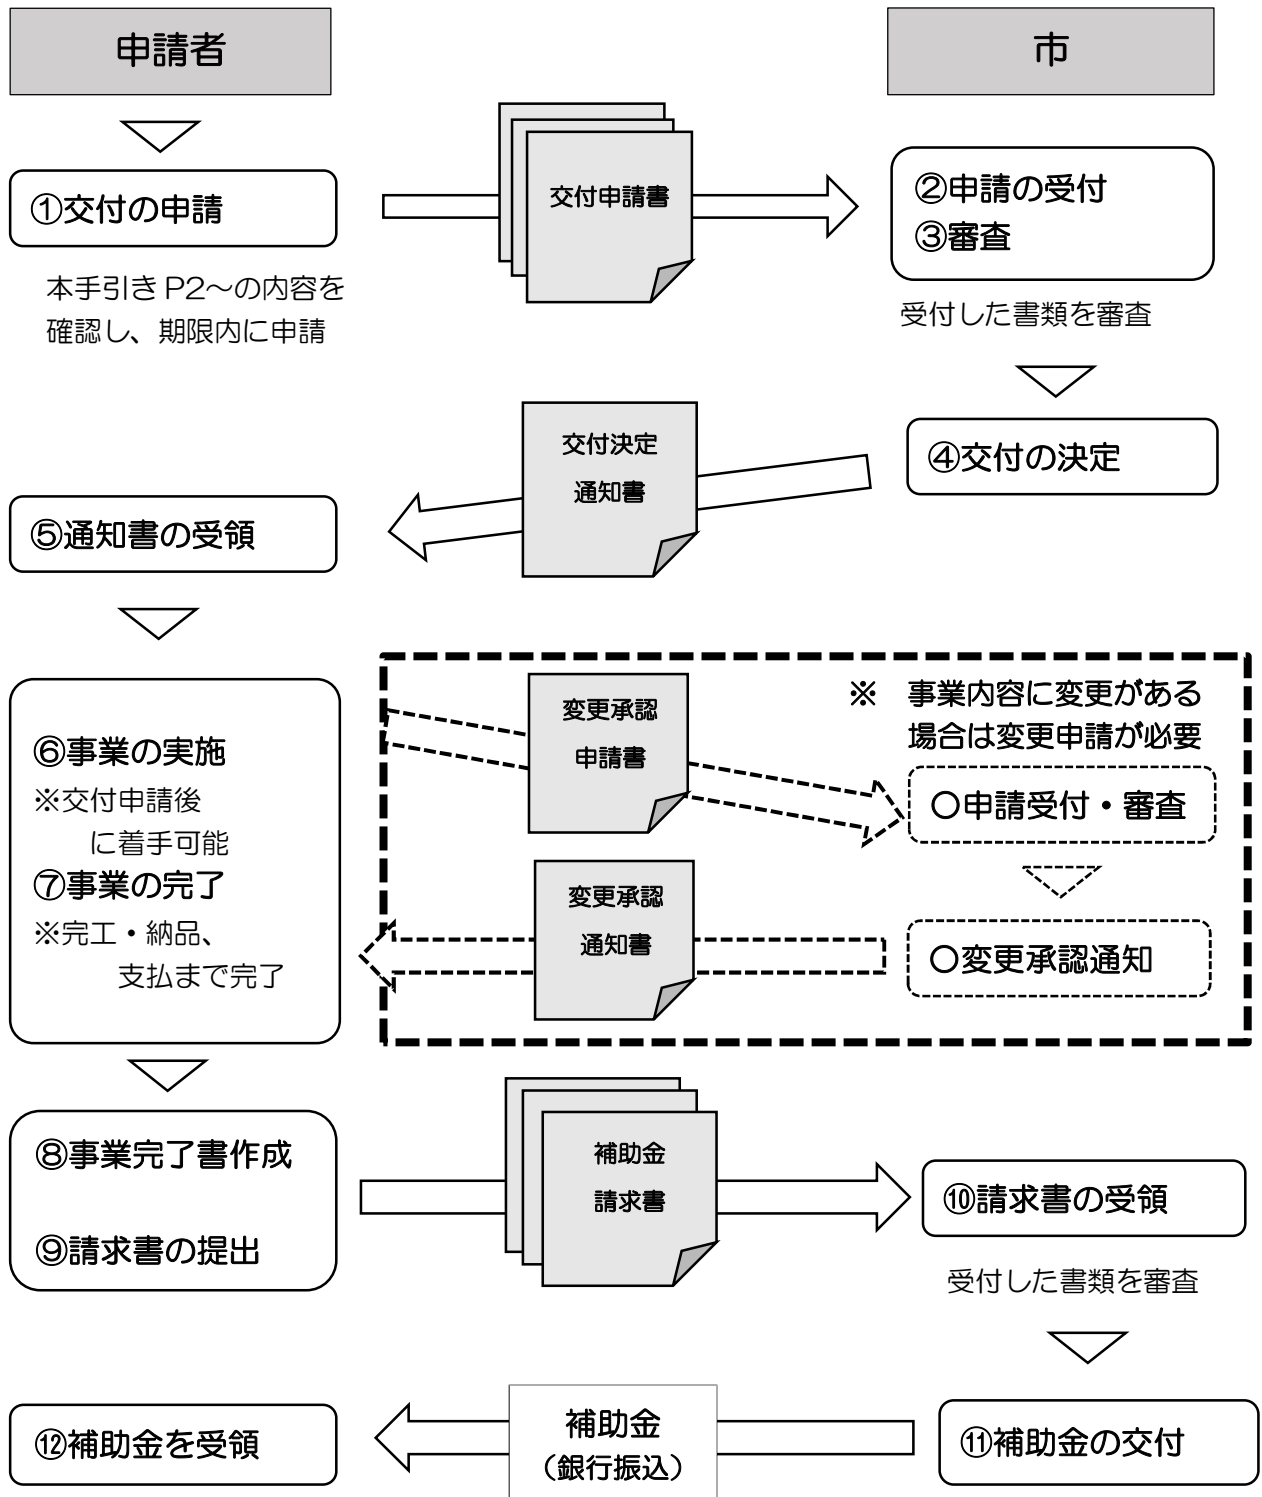 申請者
市
①交付の申請
本手引き P2～の内容を
確認し、期限内に申請
交付申請書
②申請の受付
③審査
受付した書類を審査
④交付の決定
交付決定
通知書
⑤通知書の受領
⑥事業の実施
※交付申請後
に着手可能
⑦事業の完了
※完工・納品、
支払まで完了
※　事業内容に変更がある
場合は変更申請が必要
変更承認
申請書
〇申請受付・審査
変更承認
通知書
〇変更承認通知
⑧事業完了書作成
⑨請求書の提出
補助金
請求書
⑩請求書の受領
受付した書類を審査
⑪補助金の交付
補助金
（銀行振込）
⑫補助金を受領